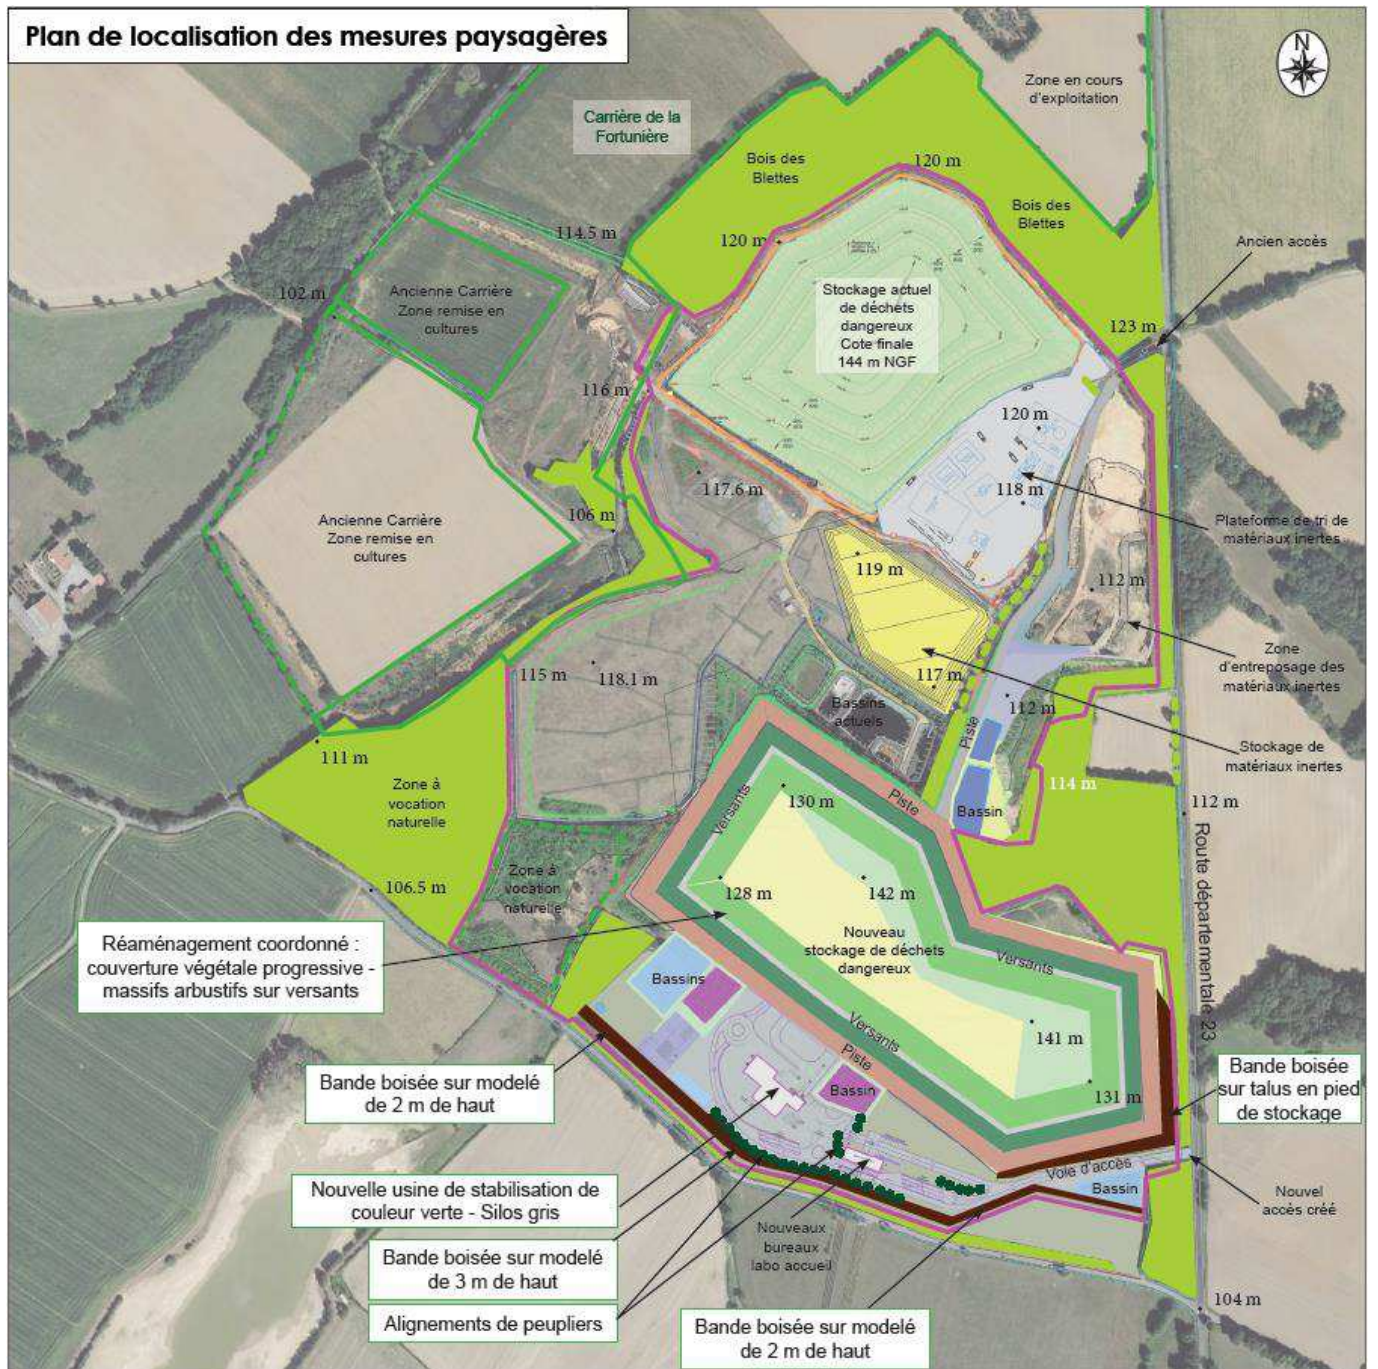 Plan de localisation des mesures paysagères
N
Zone en cours
d'exploitation
Carrière de la
Fortunière
Bois des
Blettes
120 m
Bois des
Blettes
114.5 m
120 m
Ancien accès
102 m
Ancienne Carrière
Zone remise en
cultures
Stockage actuel
de déchets
dangereux
Cote finale
144 m NGF
123 m
116 m
120 m
117.6 m
118 m
Ancienne Carrière
Zone remise en
cultures
106 m
Plateforme de tri de
matériaux inertes
119 m
112 m
Zone
d'entreposage des
matériaux inertes
115 m
118.1 m
117 m
Bassins
actuels
112 m
Piste
Stockage de
matériaux inertes
111 m
Zone à
vocation
naturelle
Versants
130 m
Piste
Bassin
114 m
112 m
Route départementale 23
106.5 m
Zone à
vocation
naturelle
128 m
142 m
Nouveau
stockage de déchets
dangereux
Versants
Réaménagement coordonné :
couverture végétale progressive -
massifs arbustifs sur versants
Bassins
Versants
Piste
141 m
131 m
Bassin
Bande boisée sur modelé
de 2 m de haut
Bande boisée
sur talus en pied
de stockage
Voie d'accès
Bassin
Nouvel
accès créé
Nouvelle usine de stabilisation de
couleur verte - Silos gris
Nouveaux
bureaux
labo accueil
Bande boisée sur modelé
de 3 m de haut
104 m
Alignements de peupliers
Bande boisée sur modelé
de 2 m de haut